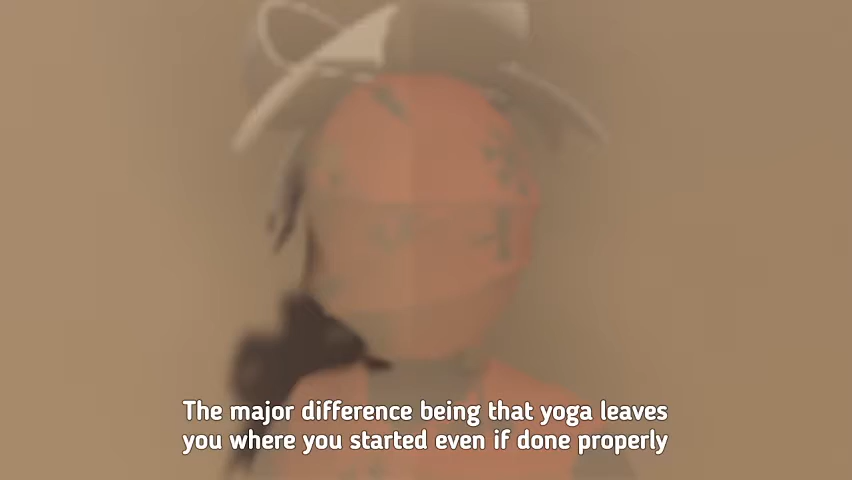 The major difference being that yoga leaves
you where you started even if done properly